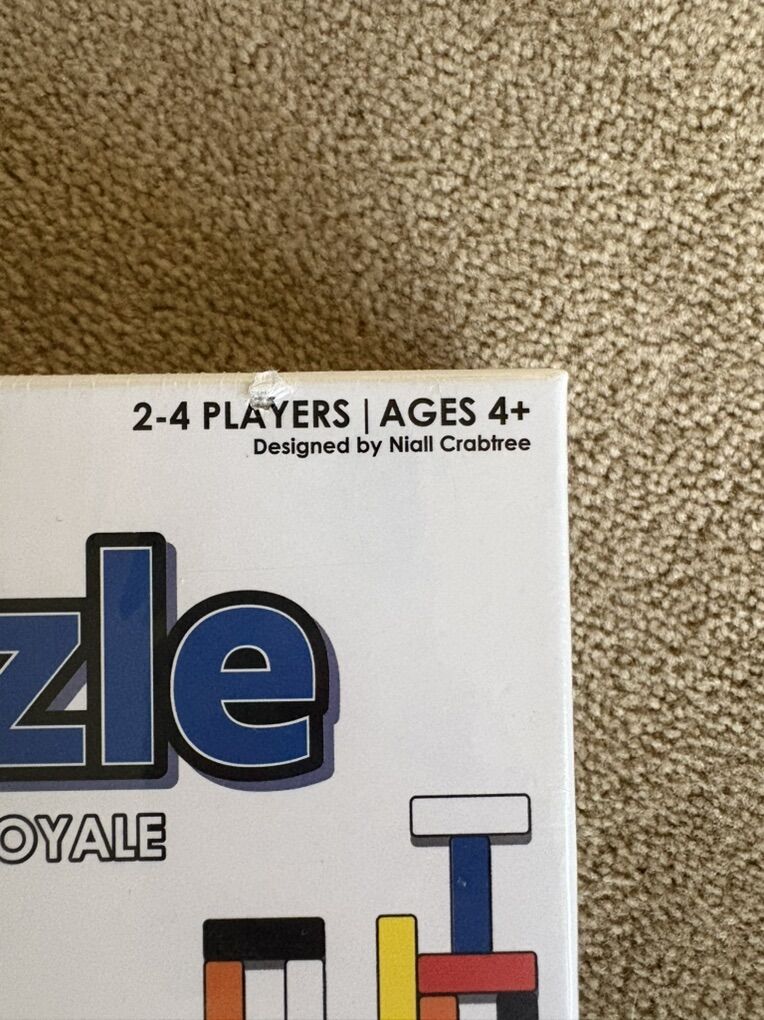 2-4 PLAYERS | AGES 4+
Designed by Niall Crabtree
zle
OYALE